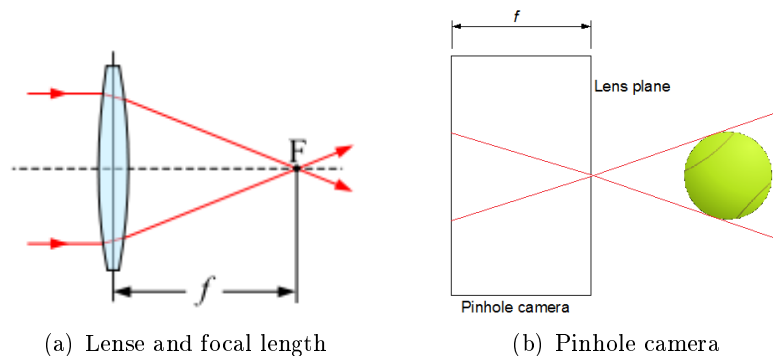 F
f
(a) Lense and focal length
f
Lens plane
Pinhole camera
(b) Pinhole camera